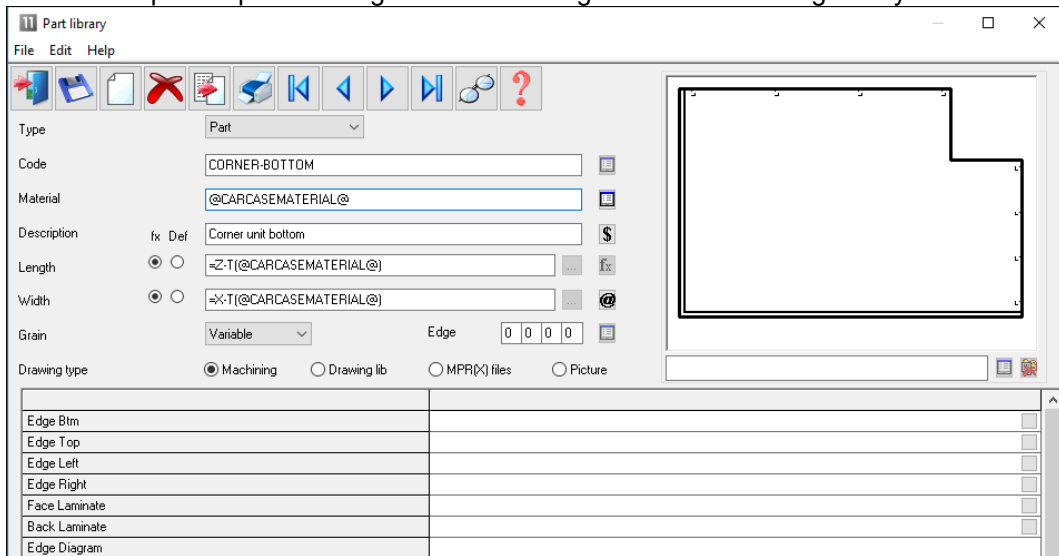 11 Part library
File Edit Help
?
Type Part
Code CORNER-BOTTOM
Material @CARCASEMATERIAL@
Description fx Def Corner unit bottom $
Length =Z-T(@CARCASEMATERIAL@) ... fx
Width =X-T(@CARCASEMATERIAL@) ... @
Grain Variable Edge 0 0 0 0
Drawing type Machining Drawing lib MPR(X) files Picture
Edge Btm
Edge Top
Edge Left
Edge Right
Face Laminate
Back Laminate
Edge Diagram